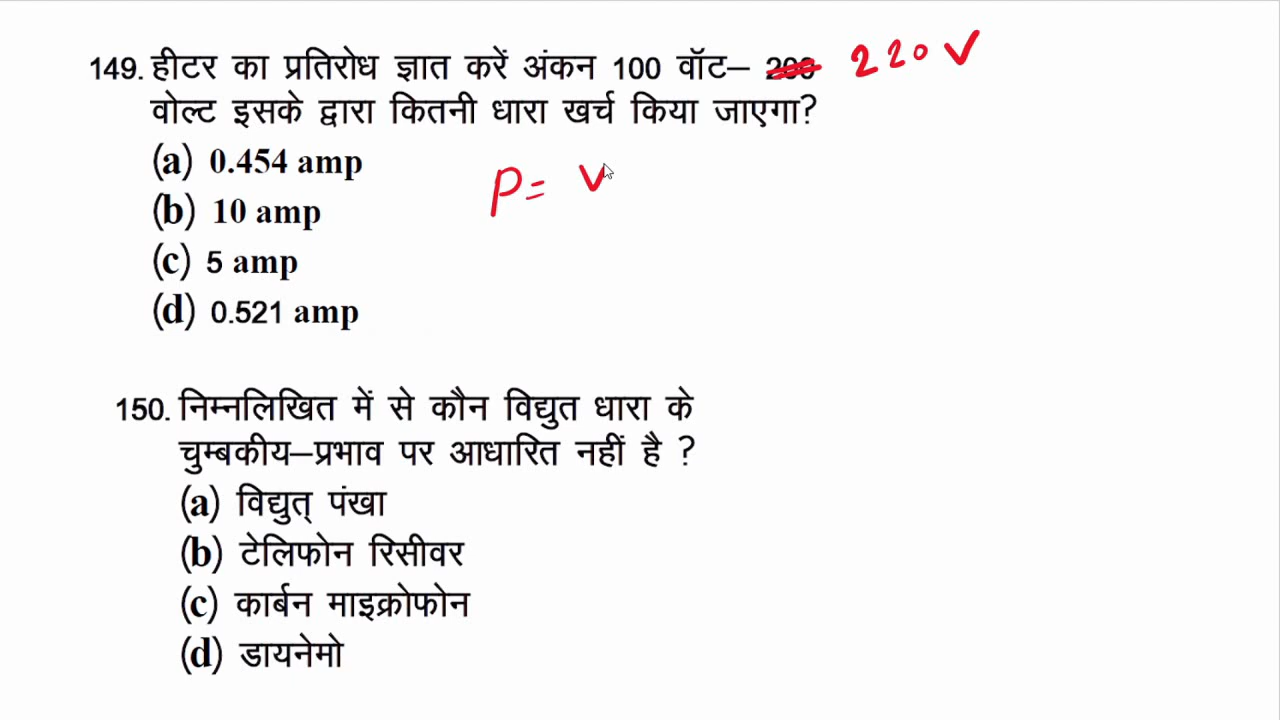 149. हीटर का प्रतिरोध ज्ञात करें अंकन 100 वॉट– 200 220 V
वोल्ट इसके द्वारा कितनी धारा खर्च किया जाएगा?
(a) 0.454 amp
P= V
(b) 10 amp
(c) 5 amp
(d) 0.521 amp
150. निम्नलिखित में से कौन विद्युत धारा के
चुम्बकीय–प्रभाव पर आधारित नहीं है ?
(a) विद्युत् पंखा
(b) टेलिफोन रिसीवर
(c) कार्बन माइक्रोफोन
(d) डायनेमो